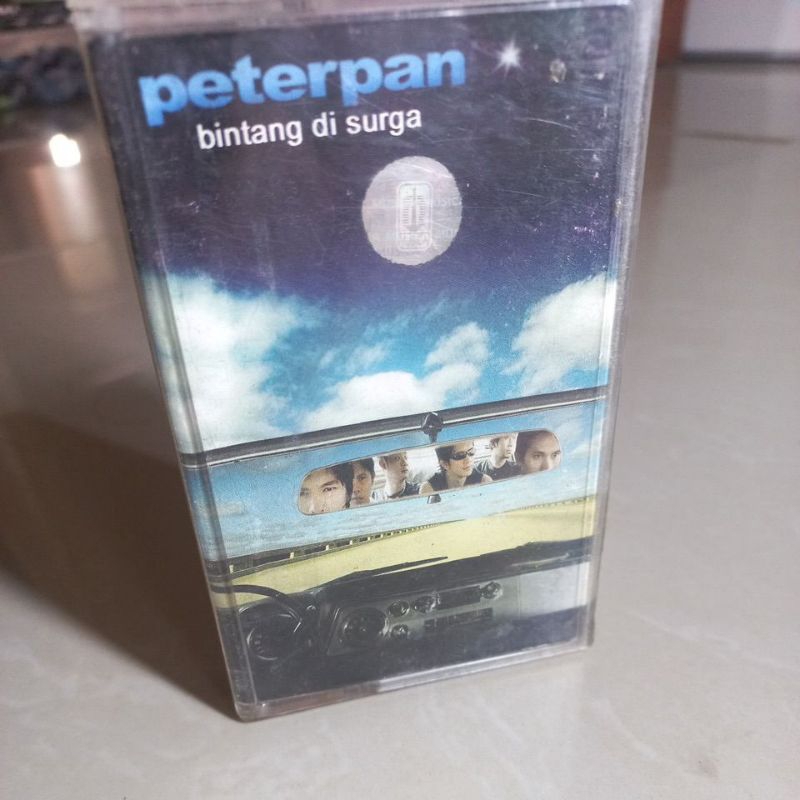 peterpan
bintang di surga